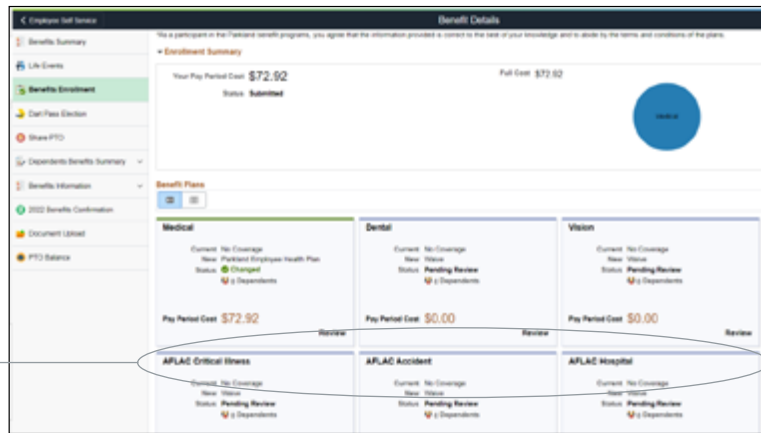 Employee Self Service
Benefit Details
Benefits Summary
Life Events
Benefits Enrollment
Dart Pass Election
Share PTO
Dependents Benefits Summary
Benefits Information
2022 Benefits Confirmation
Document Upload
PTO Balance
*As a participant in the Parkland benefit programs, you agree that the information provided is correct to the best of your knowledge and to abide by the terms and conditions of the plans.
Enrollment Summary
Your Pay Period Cost $72.92
Full Cost $72.92
Status Submitted
Medical
Benefit Plans
Medical
Current No Coverage
New Parkland Employee Health Plan
Status Changed
0 Dependents
Pay Period Cost $72.92
Review
Dental
Current No Coverage
New Waive
Status Pending Review
0 Dependents
Pay Period Cost $0.00
Review
Vision
Current No Coverage
New Waive
Status Pending Review
0 Dependents
Pay Period Cost $0.00
Review
AFLAC Critical Illness
Current No Coverage
New Waive
Status Pending Review
0 Dependents
AFLAC Accident
Current No Coverage
New Waive
Status Pending Review
0 Dependents
AFLAC Hospital
Current No Coverage
New Waive
Status Pending Review
0 Dependents